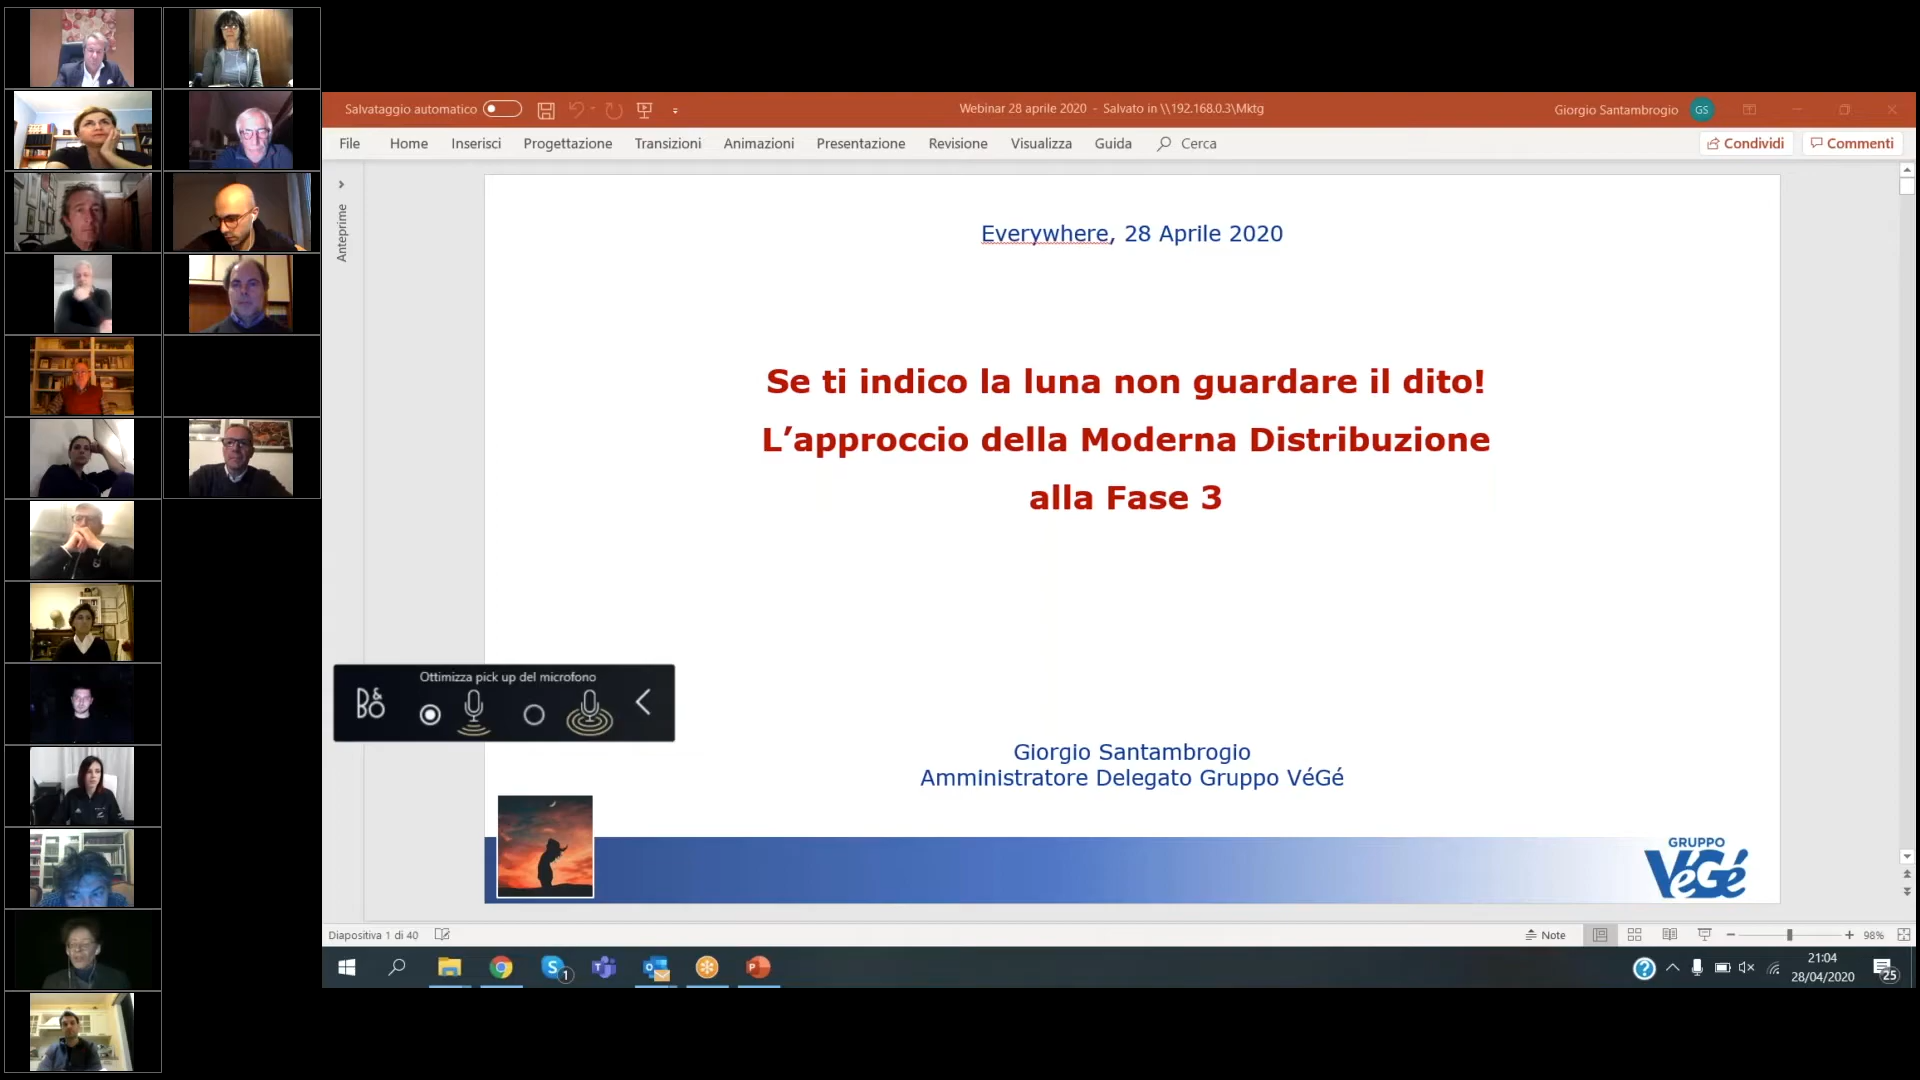 Salvataggio automatico
Webinar 28 aprile 2020 - Salvato in \\192.168.0.3\Mktg
Giorgio Santambrogio GS
File Home Inserisci Progettazione Transizioni Animazioni Presentazione Revisione Visualizza Guida Cerca Condividi Commenti
Anteprime
Everywhere, 28 Aprile 2020
Se ti indico la luna non guardare il dito!
L’approccio della Moderna Distribuzione
alla Fase 3
Ottimizza pick up del microfono
B&O
Giorgio Santambrogio
Amministratore Delegato Gruppo VéGé
GRUPPO
VéGé
Diapositiva 1 di 40 Note 98%
21:04
28/04/2020
1
25